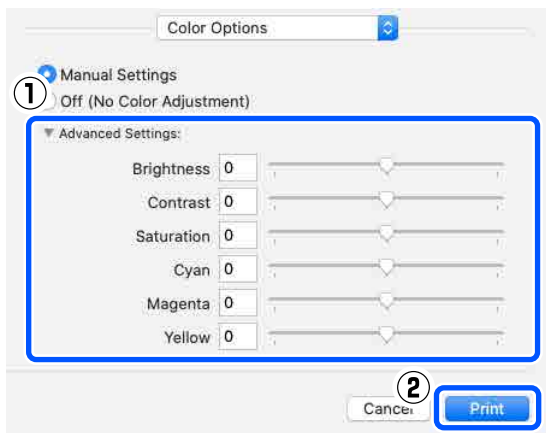 Color Options
Manual Settings
①
Off (No Color Adjustment)
▼ Advanced Settings:
Brightness 0
Contrast 0
Saturation 0
Cyan 0
Magenta 0
Yellow 0
②
Cancel Print